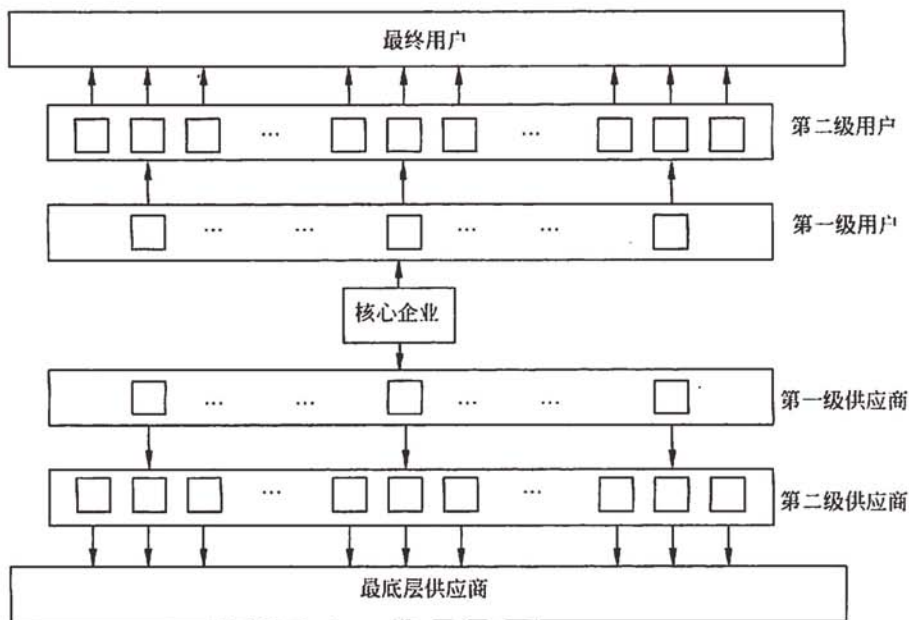 最终用户
… …
第二级用户
… … … …
第一级用户
核心企业
… … … …
第一级供应商
… …
第二级供应商
最底层供应商